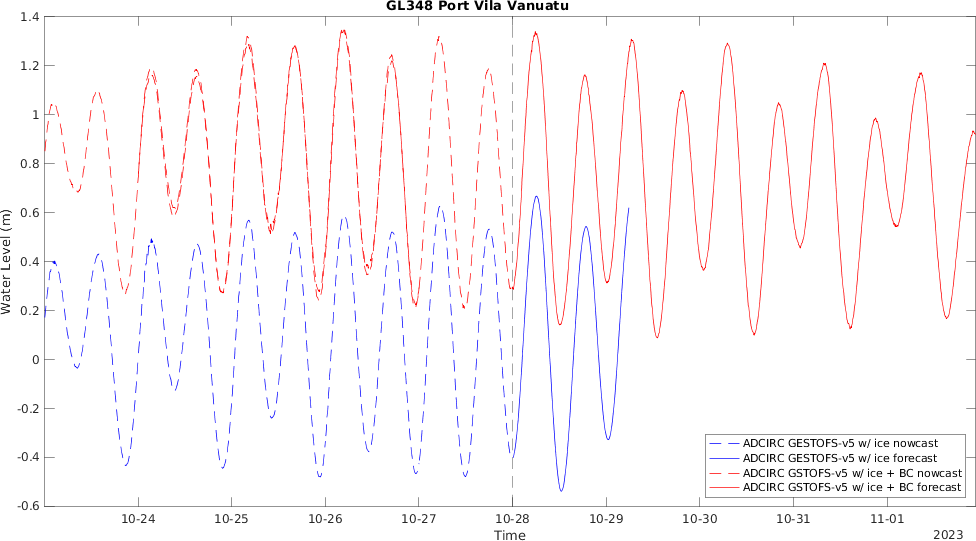 GL348 Port Vila Vanuatu
Water Level (m)
1.4
1.2
1
0.8
0.6
0.4
0.2
0
-0.2
-0.4
-0.6
10-24 10-25 10-26 10-27 10-28 10-29 10-30 10-31 11-01
Time
2023
ADCIRC GESTOFS-v5 w/ ice nowcast
ADCIRC GESTOFS-v5 w/ ice forecast
ADCIRC GSTOFS-v5 w/ ice + BC nowcast
ADCIRC GSTOFS-v5 w/ ice + BC forecast